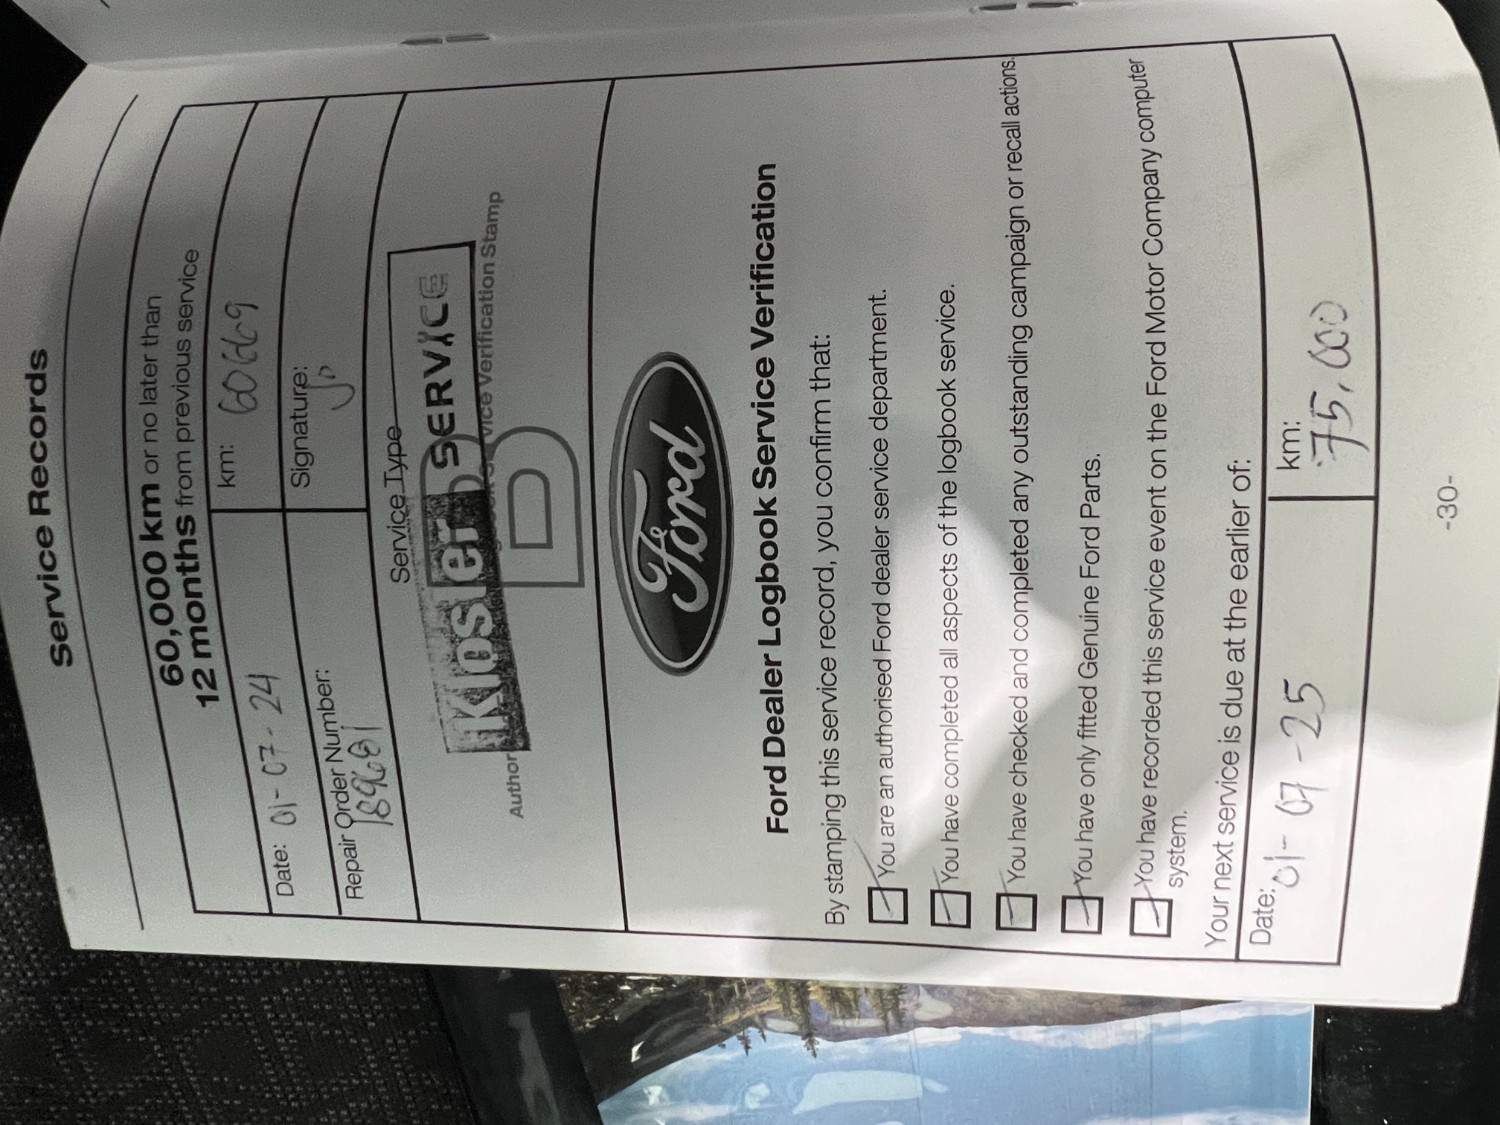 Service Records
60,000 km or no later than
12 months from previous service
Date: 01-07-24
km: 60669
Repair Order Number:
Signature:
Service Type
Kloster SERVICE
Author vice Verification Stamp
Ford
Ford Dealer Logbook Service Verification
By stamping this service record, you confirm that:
You are an authorised Ford dealer service department.
You have completed all aspects of the logbook service.
You have checked and completed any outstanding campaign or recall actions.
You have only fitted Genuine Ford Parts.
You have recorded this service event on the Ford Motor Company computer
system.
Your next service is due at the earlier of:
Date: 01-07-25
km: 75,000
-30-